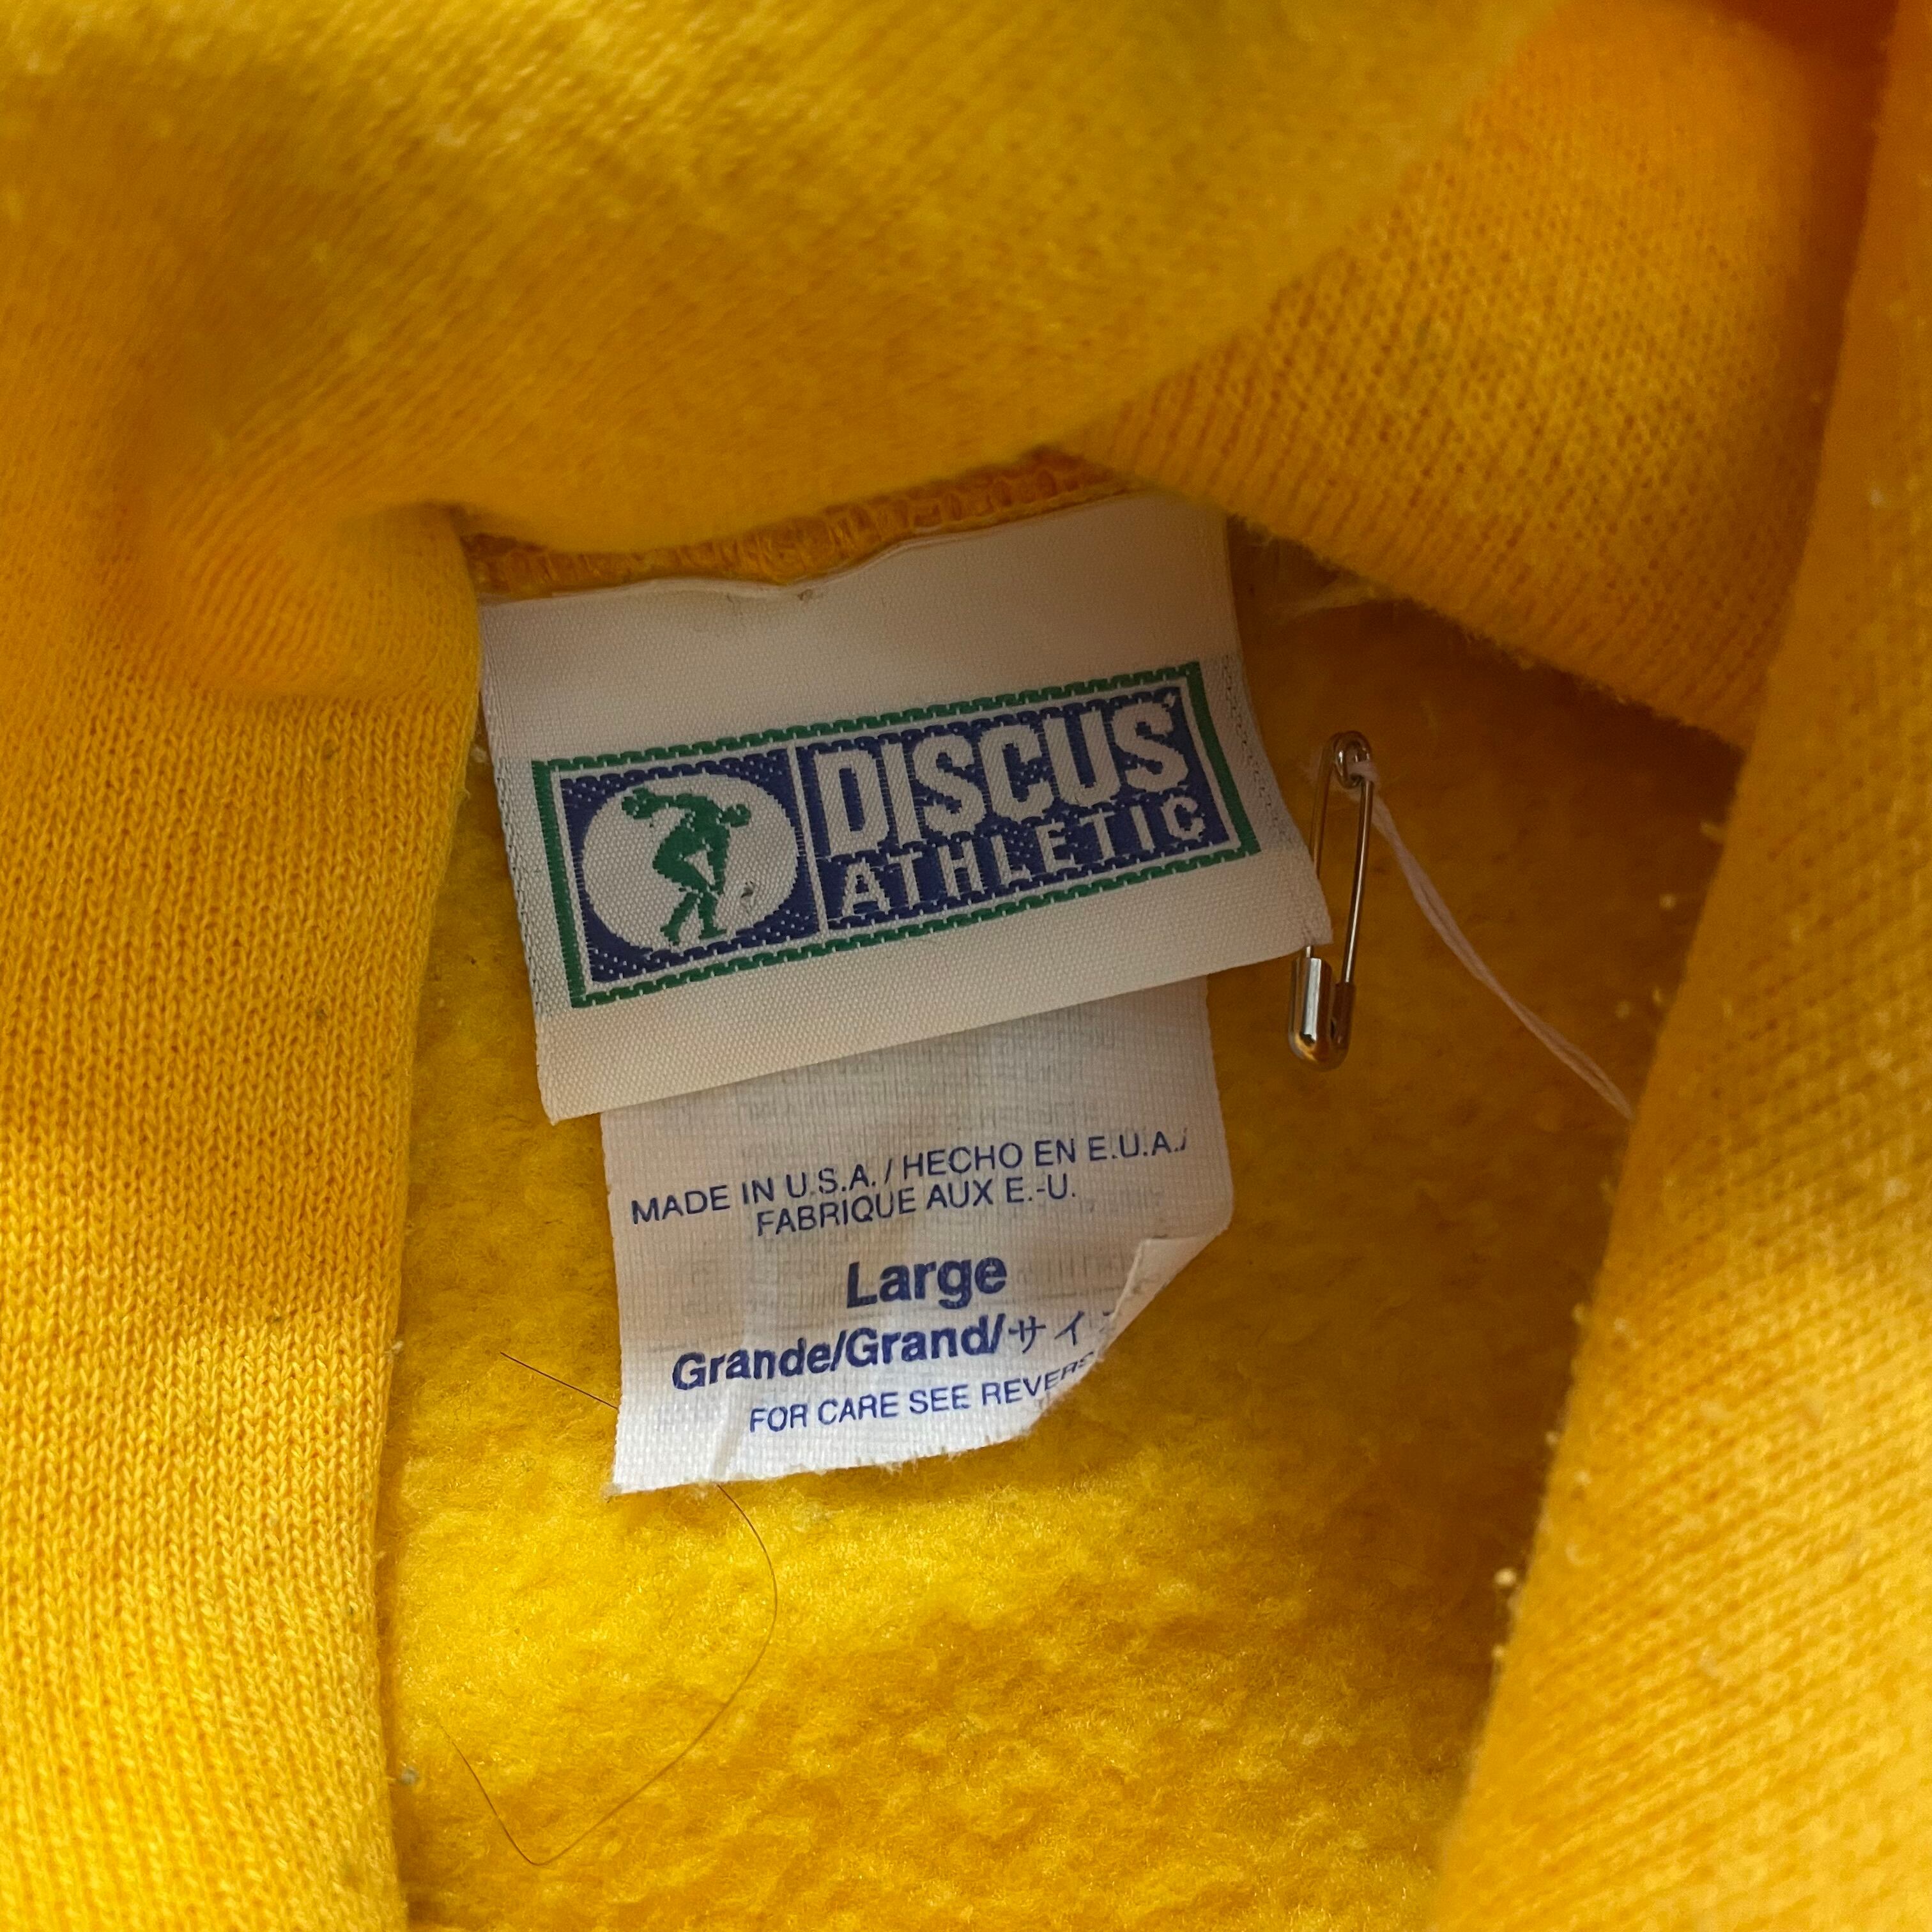 DISCUS
ATHLETIC
MADE IN U.S.A. / HECHO EN E.U.A./
FABRIQUE AUX E.-U.
Large
Grande/Grand/サイ
FOR CARE SEE REVERS